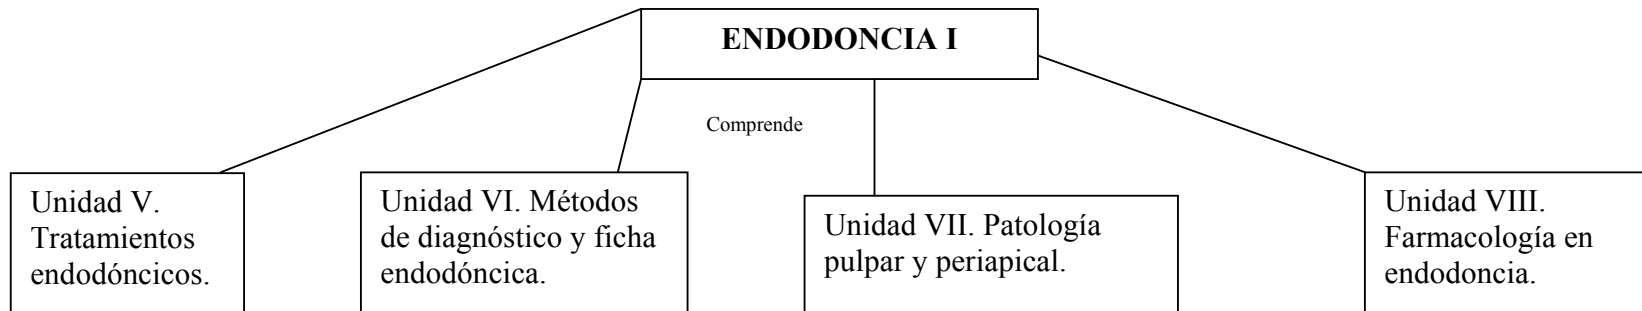 ENDODONCIA I
Comprende
Unidad V.
Tratamientos
endodóncicos.
Unidad VI. Métodos
de diagnóstico y ficha
endodóncica.
Unidad VII. Patología
pulpar y periapical.
Unidad VIII.
Farmacología en
endodoncia.